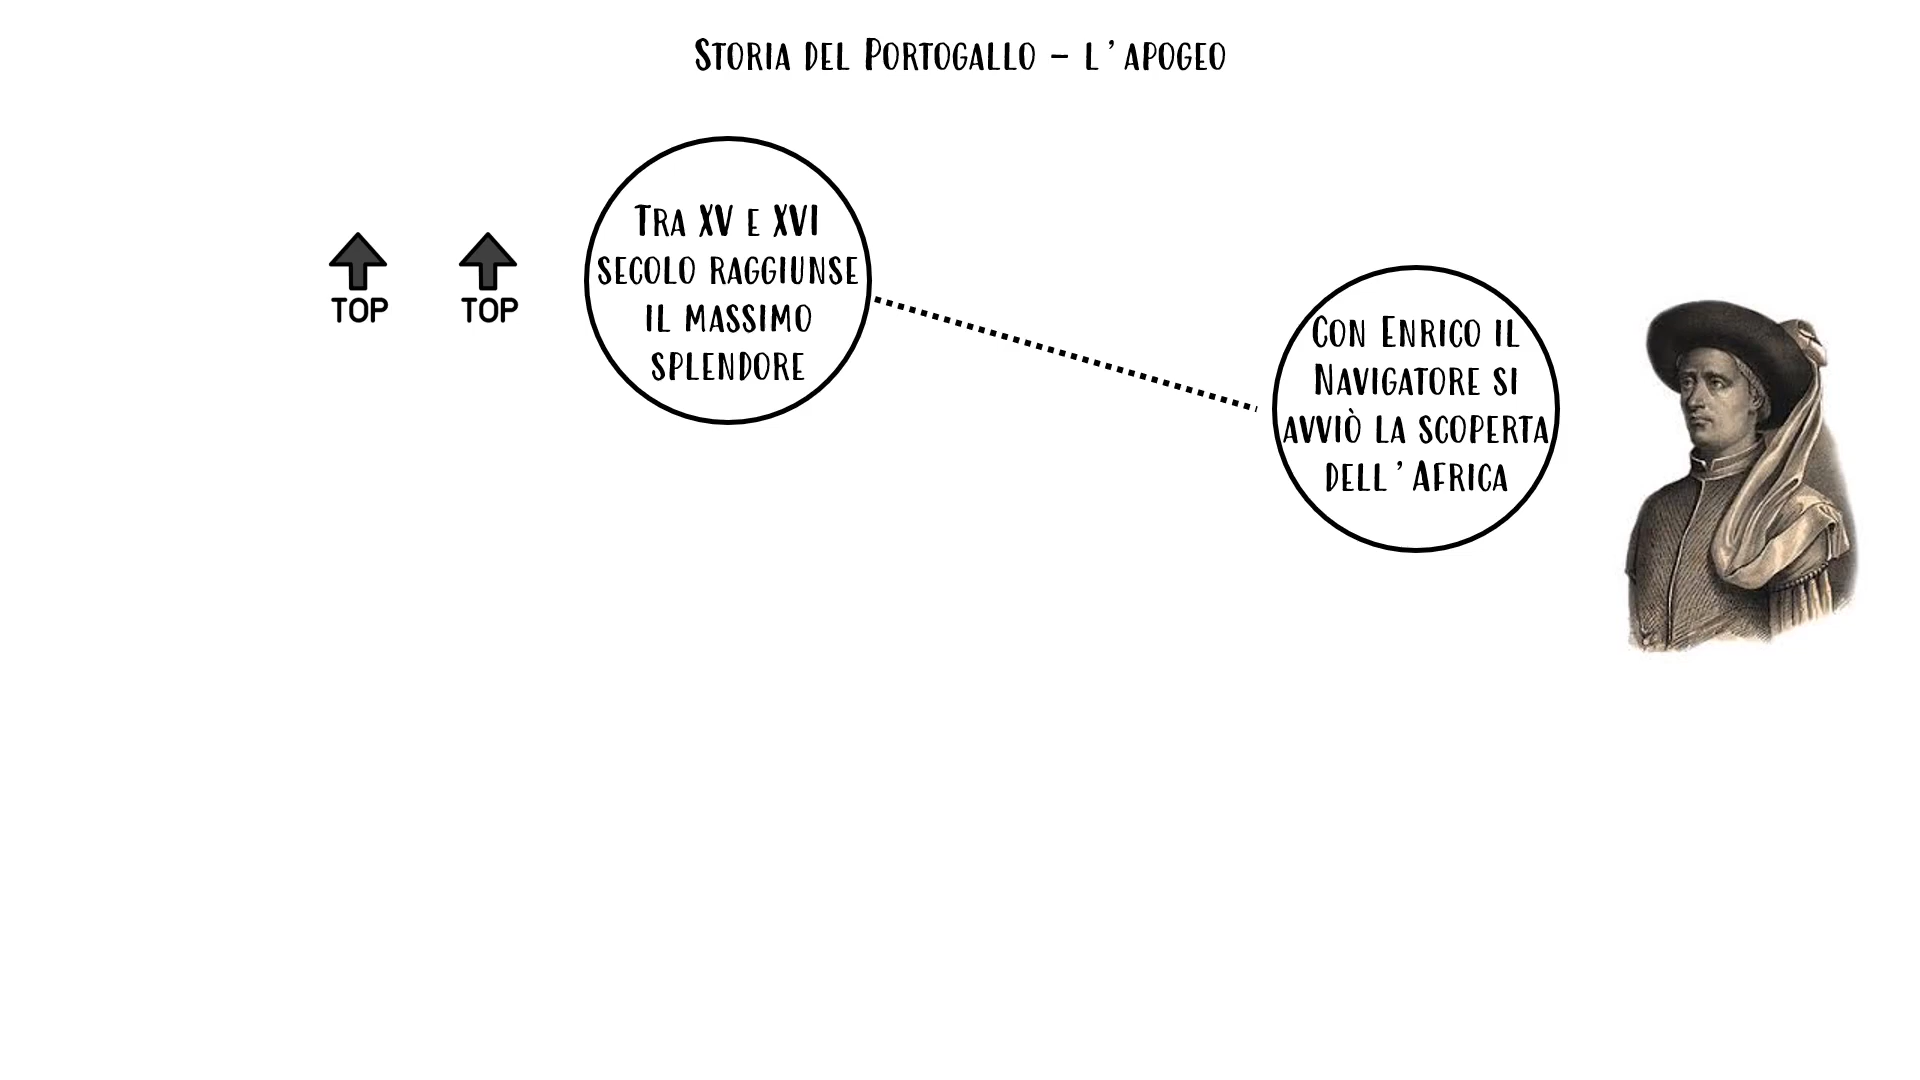 Storia del Portogallo – l'apogeo
Tra XV e XVI
secolo raggiunse
il massimo
splendore
TOP
TOP
Con Enrico il
Navigatore si
avviò la scoperta
dell'Africa